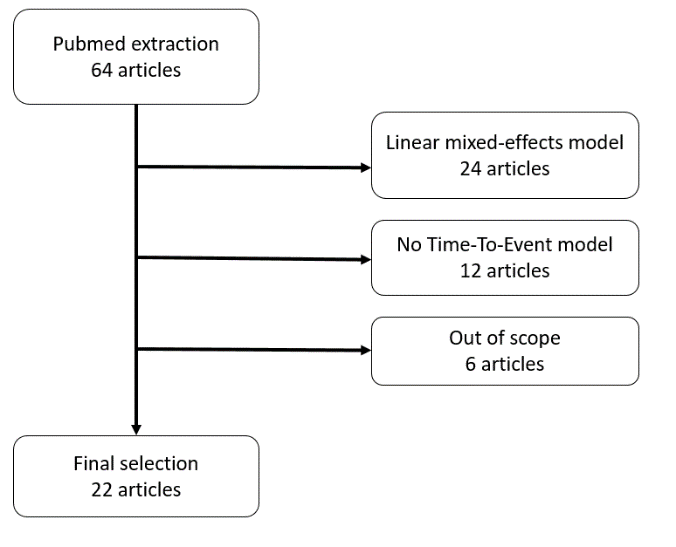 Pubmed extraction
64 articles
Linear mixed-effects model
24 articles
No Time-To-Event model
12 articles
Out of scope
6 articles
Final selection
22 articles